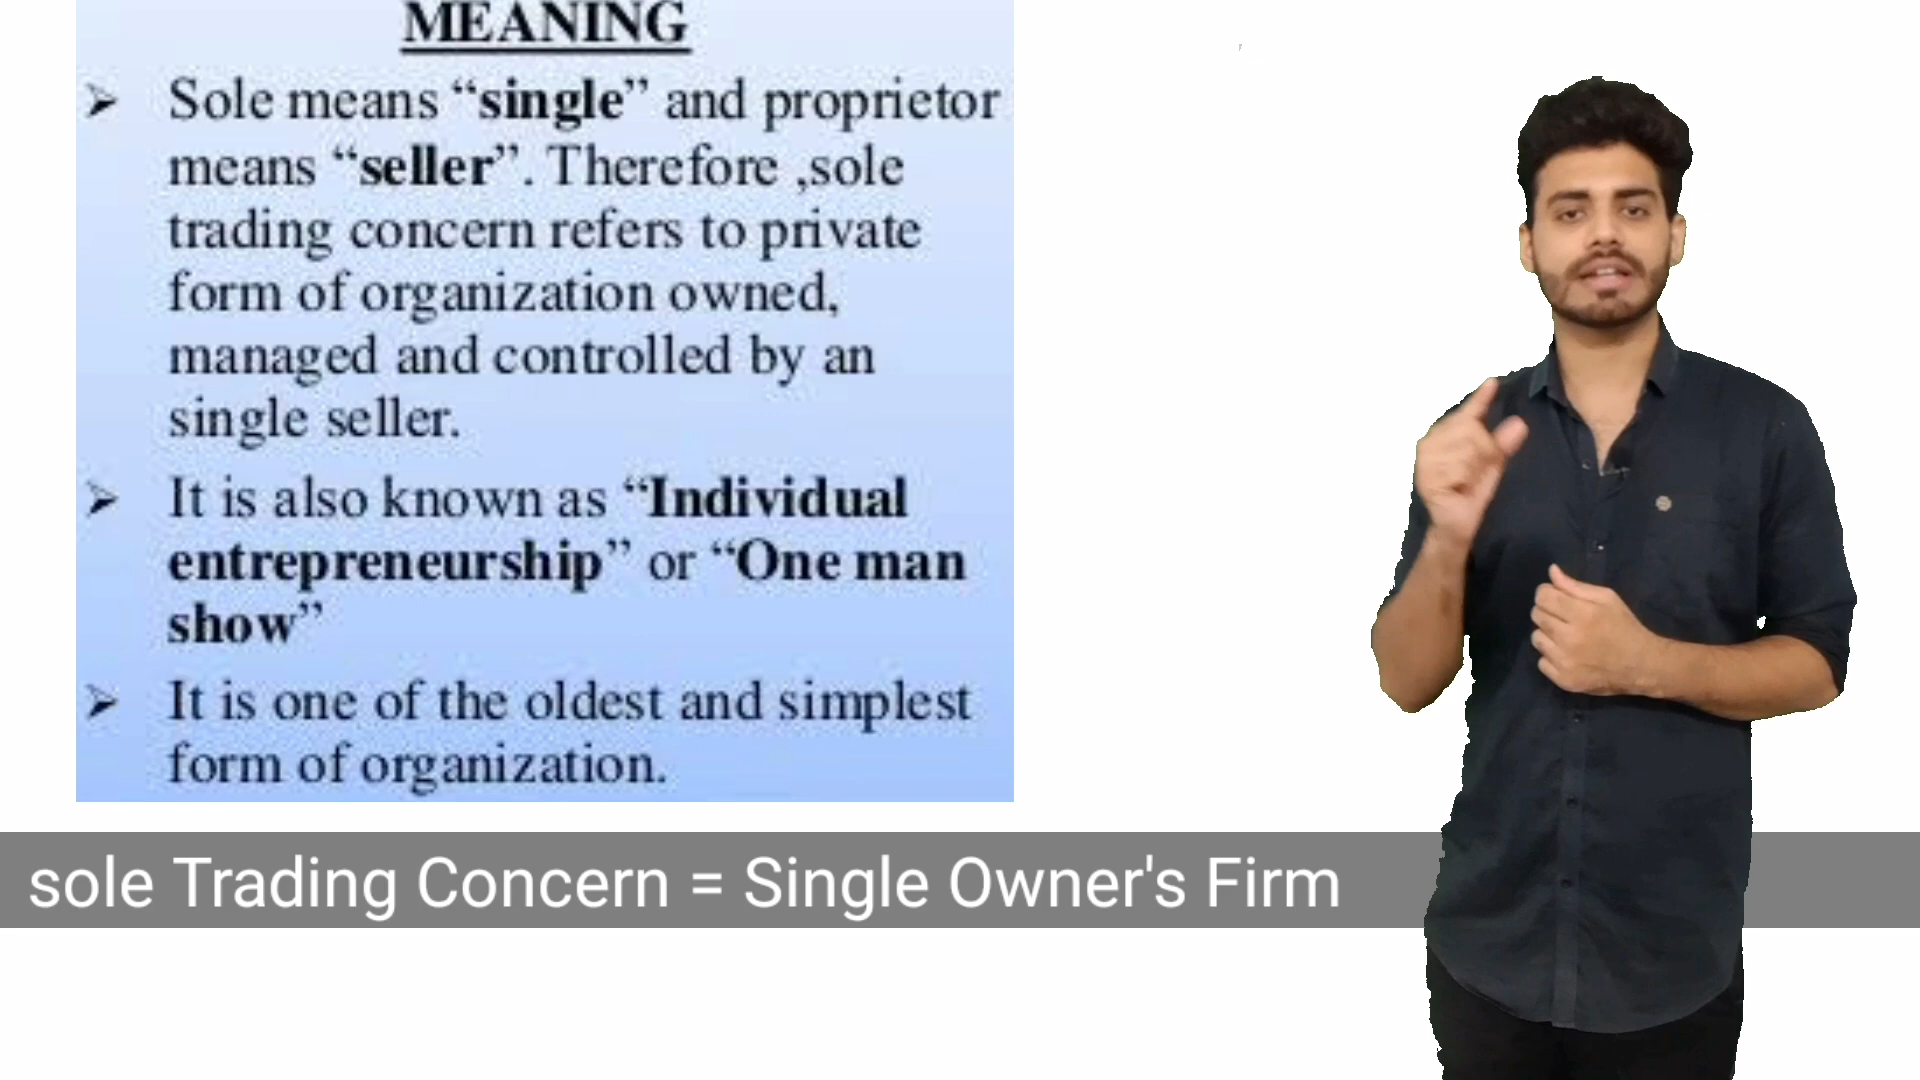 MEANING
➢ Sole means “single” and proprietor
means “seller”. Therefore ,sole
trading concern refers to private
form of organization owned,
managed and controlled by an
single seller.
➢ It is also known as “Individual
entrepreneurship” or “One man
show”
➢ It is one of the oldest and simplest
form of organization.
sole Trading Concern = Single Owner's Firm